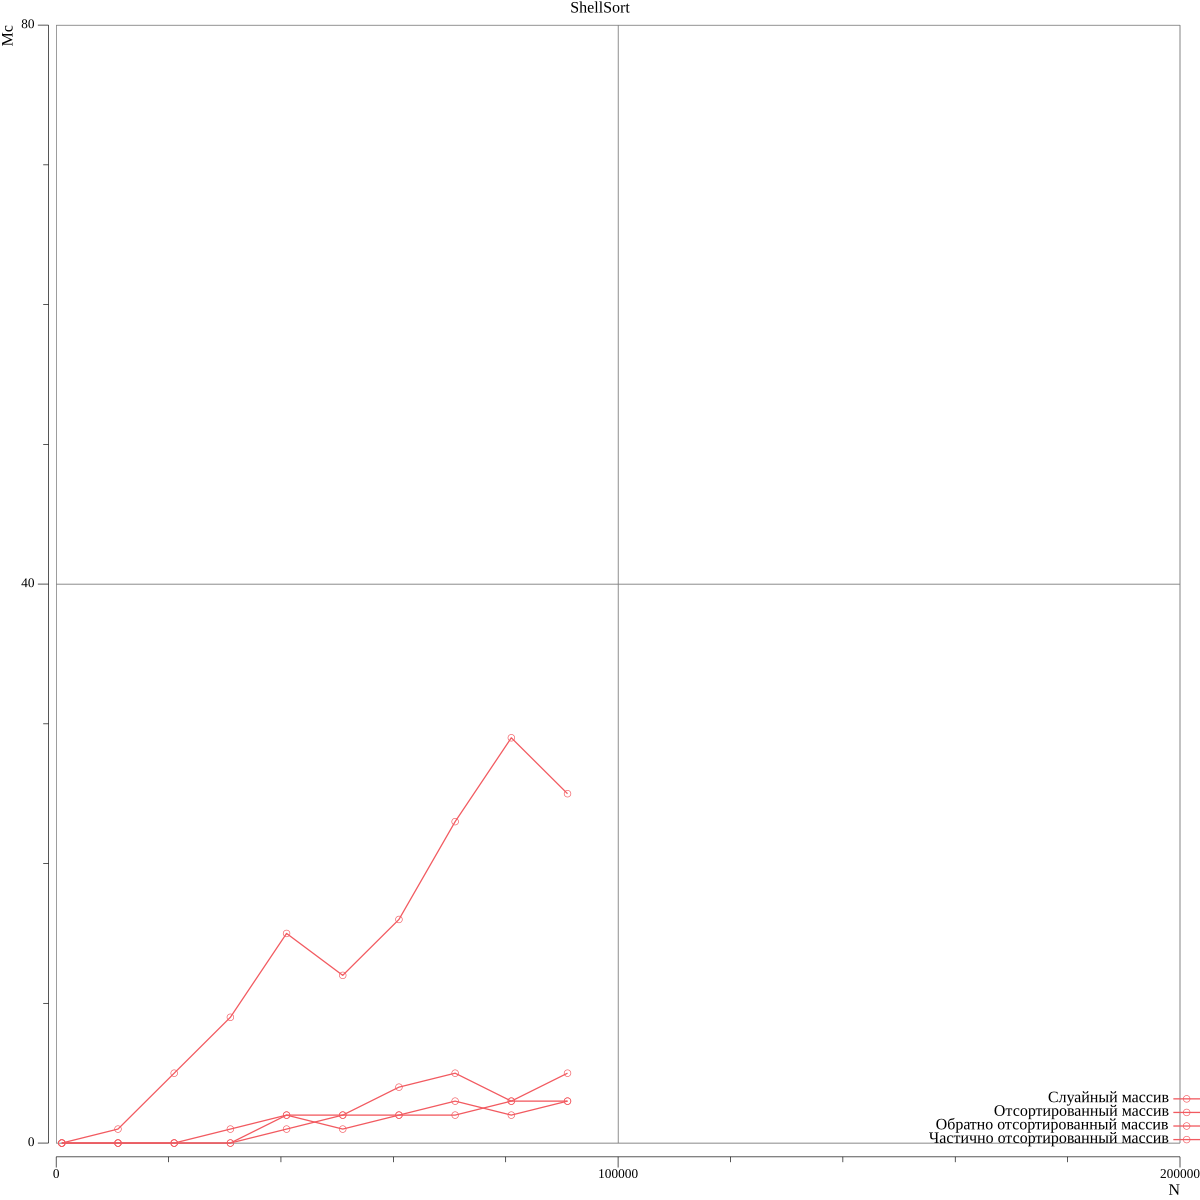 ShellSort
Мс
80
40
0
0
100000
200000
N
Слуайный массив
Отсортированный массив
Обратно отсортированный массив
Частично отсортированный массив